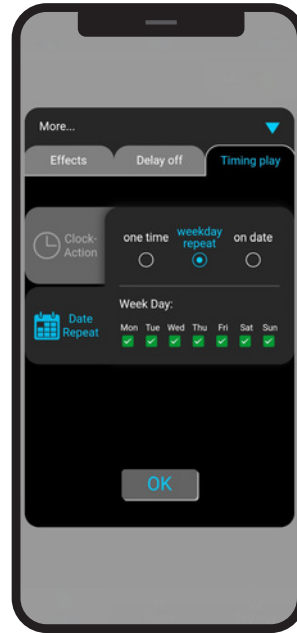 More...
Effects Delay off Timing play
Clock-
Action
one time weekday
repeat on date
Date
Repeat
Week Day:
Mon Tue Wed Thu Fri Sat Sun
OK